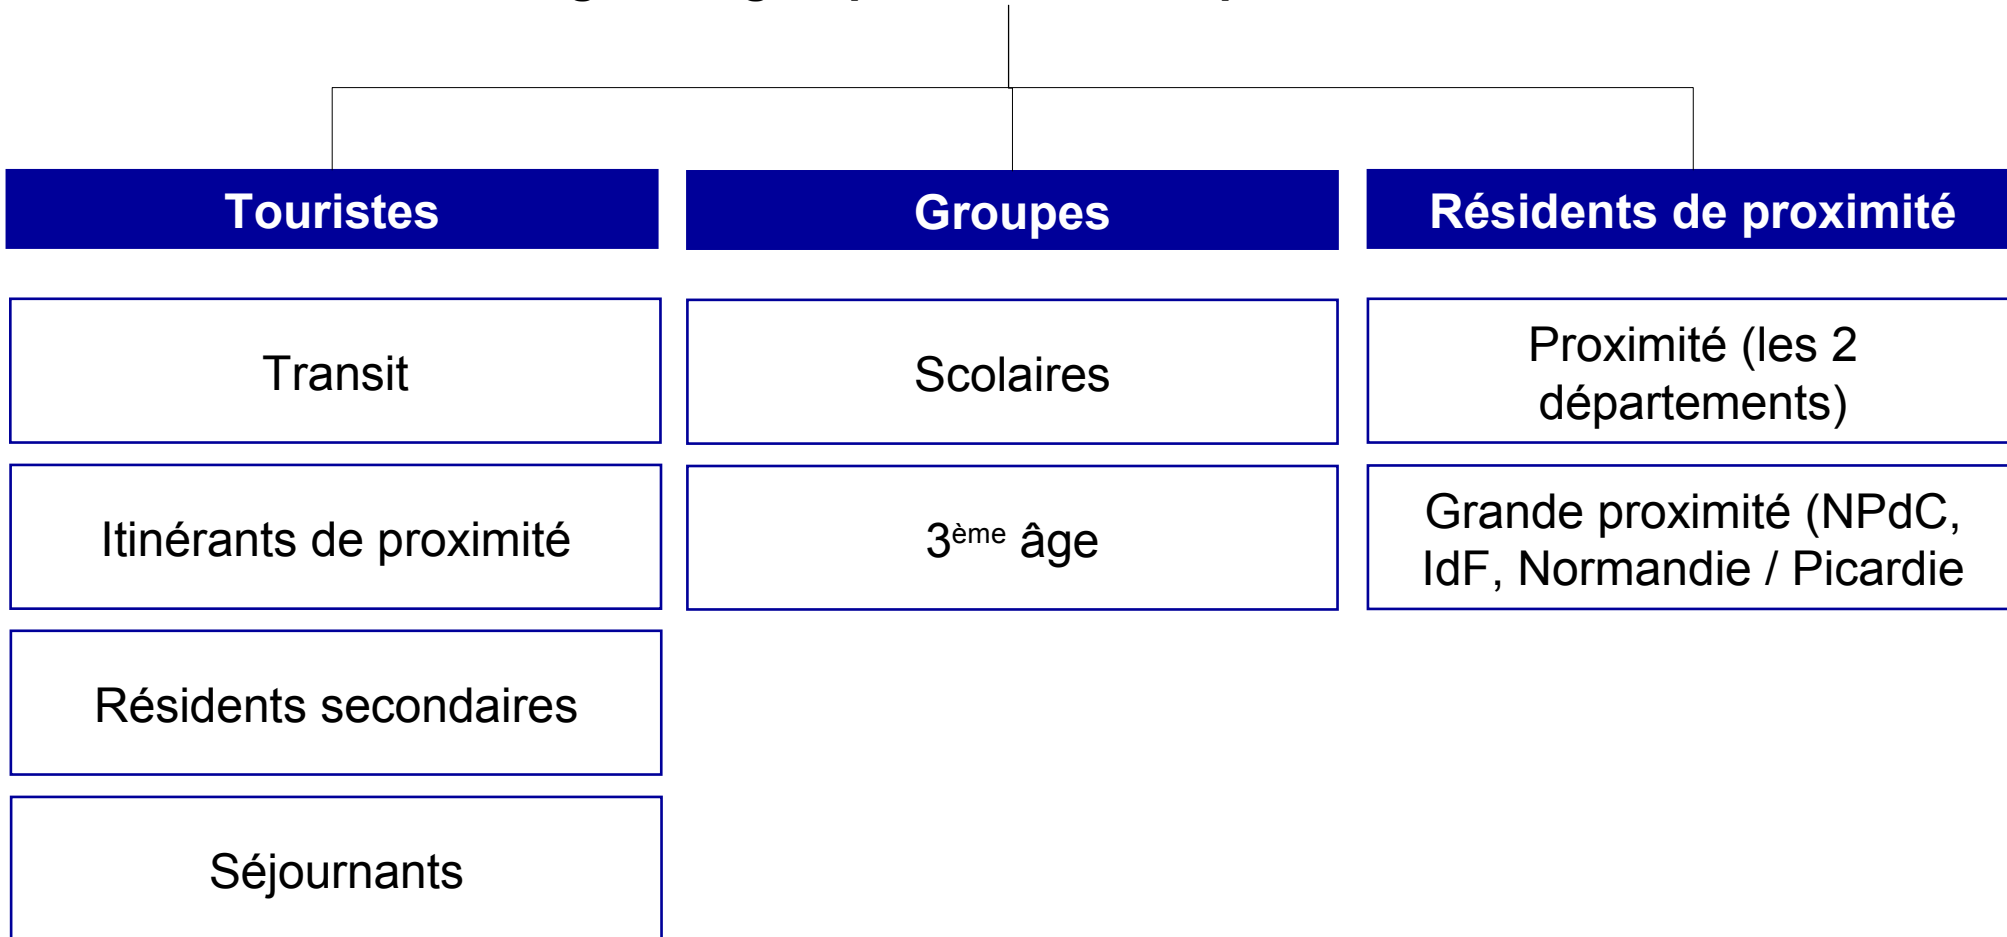 Touristes
Transit
Itinérants de proximité
Résidents secondaires
Séjournants
Groupes
Scolaires
3ème âge
Résidents de proximité
Proximité (les 2
départements)
Grande proximité (NPdC,
IdF, Normandie / Picardie